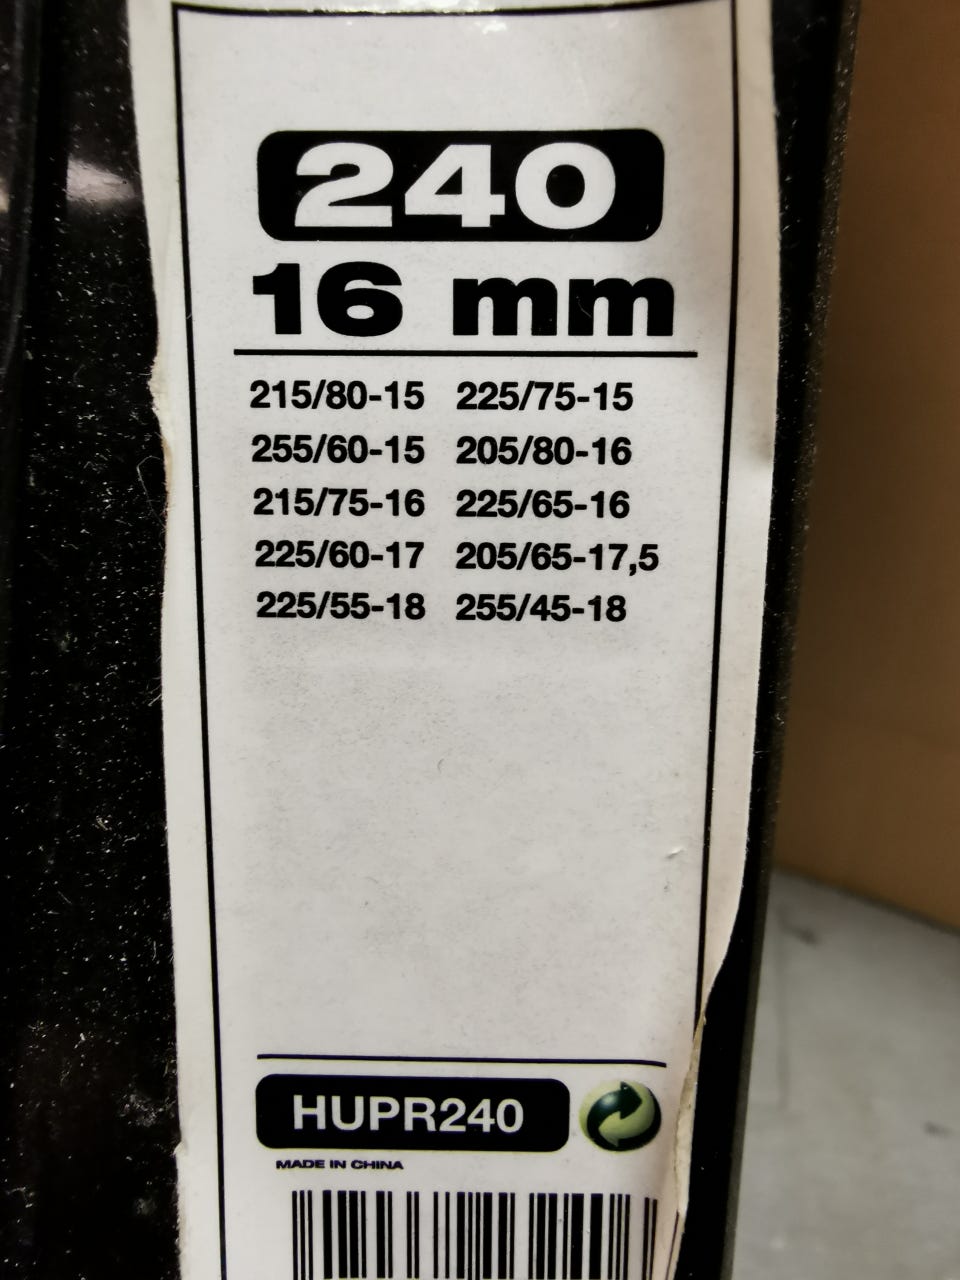 240
16 mm
215/80-15 225/75-15
255/60-15 205/80-16
215/75-16 225/65-16
225/60-17 205/65-17,5
225/55-18 255/45-18
HUPR240
MADE IN CHINA